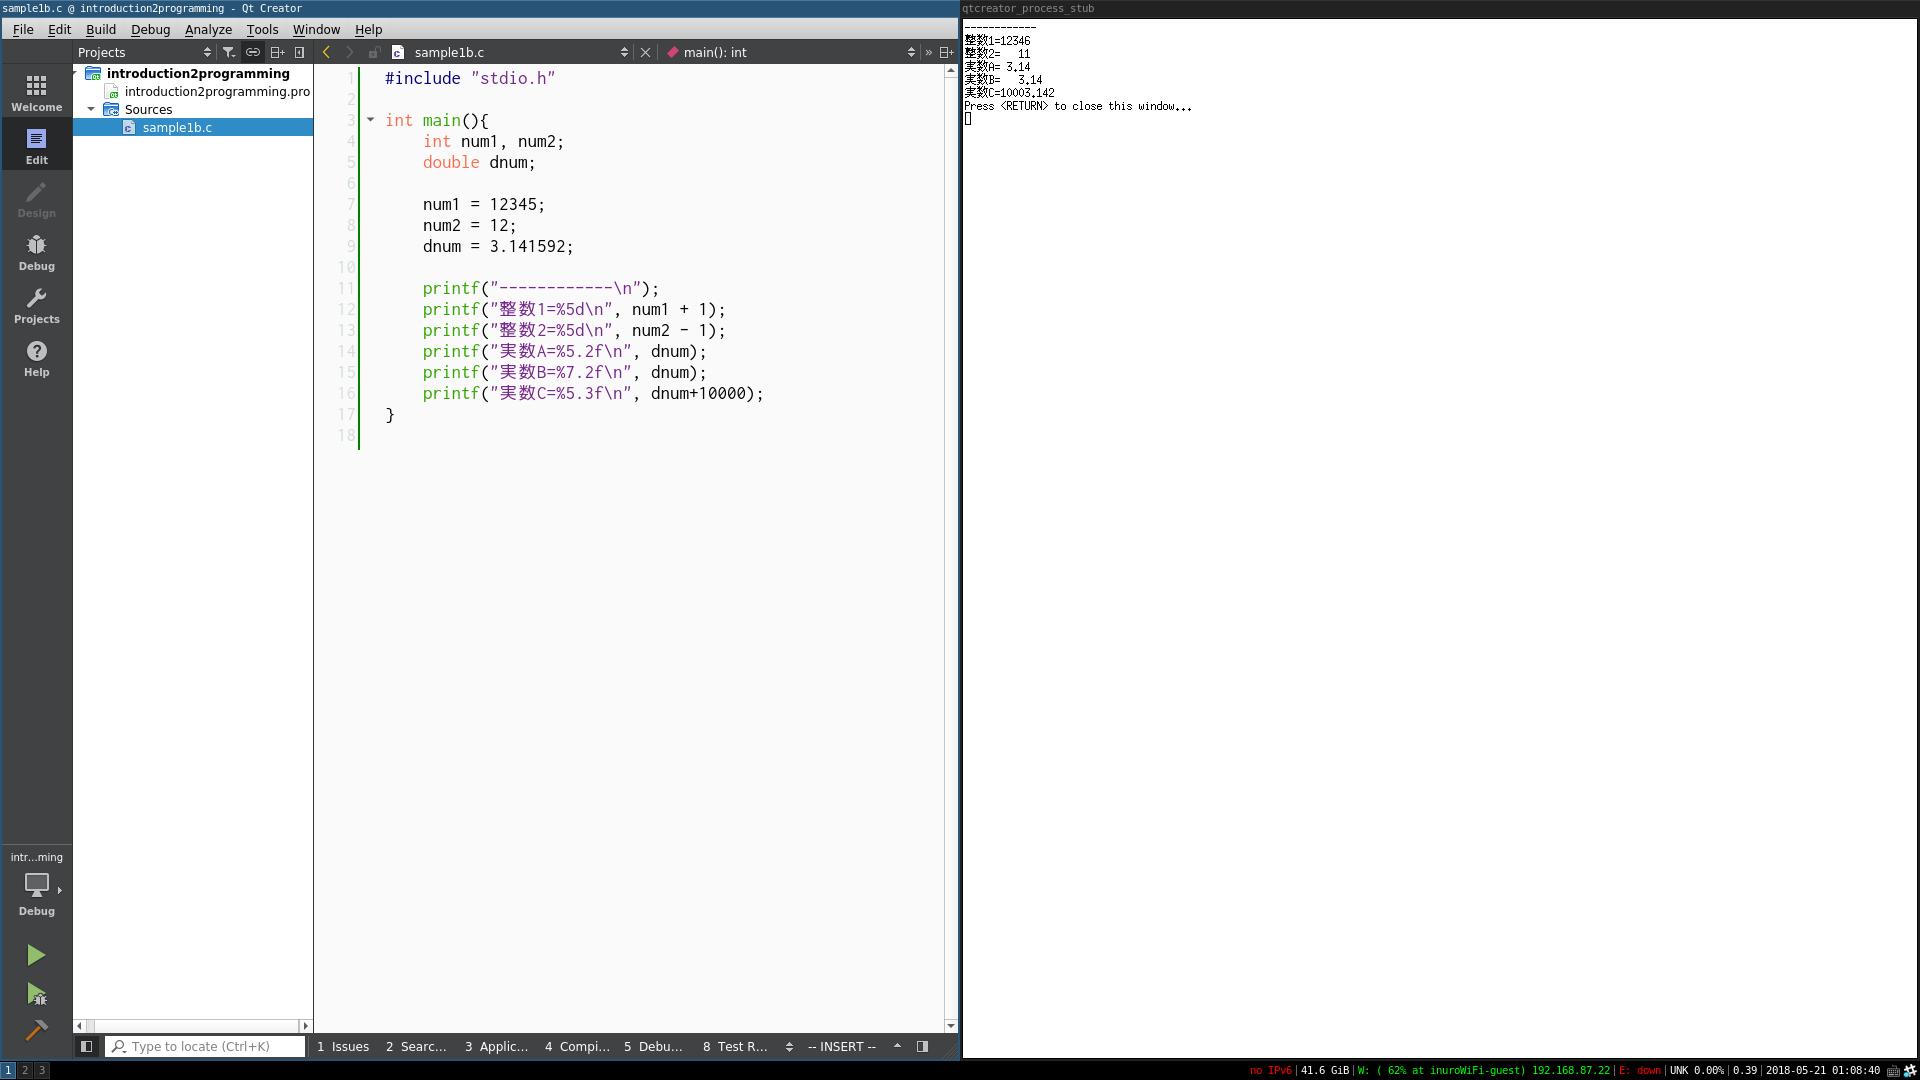 sample1b.c @ introduction2programming - Qt Creator
File Edit Build Debug Analyze Tools Window Help
Projects
sample1b.c
main(): int
»
Welcome
Edit
Design
Debug
Projects
Help
introduction2programming
introduction2programming.pro
Sources
sample1b.c
1 #include "stdio.h"
2
3 int main(){
4 int num1, num2;
5 double dnum;
6
7 num1 = 12345;
8 num2 = 12;
9 dnum = 3.141592;
10
11 printf("------------\n");
12 printf("整数1=%5d\n", num1 + 1);
13 printf("整数2=%5d\n", num2 - 1);
14 printf("実数A=%5.2f\n", dnum);
15 printf("実数B=%7.2f\n", dnum);
16 printf("実数C=%5.3f\n", dnum+10000);
17 }
18
intr...ming
Debug
Type to locate (Ctrl+K)
1 Issues 2 Searc... 3 Applic... 4 Compi... 5 Debu... 8 Test R... -- INSERT --
qtcreator_process_stub
------------
整数1=12346
整数2=   11
実数A= 3.14
実数B=   3.14
実数C=10003.142
Press <RETURN> to close this window...
1 2 3
no IPv6|41.6 GiB|W: ( 62% at inuroWiFi-guest) 192.168.87.22|E: down|UNK 0.00%|0.39|2018-05-21 01:08:40